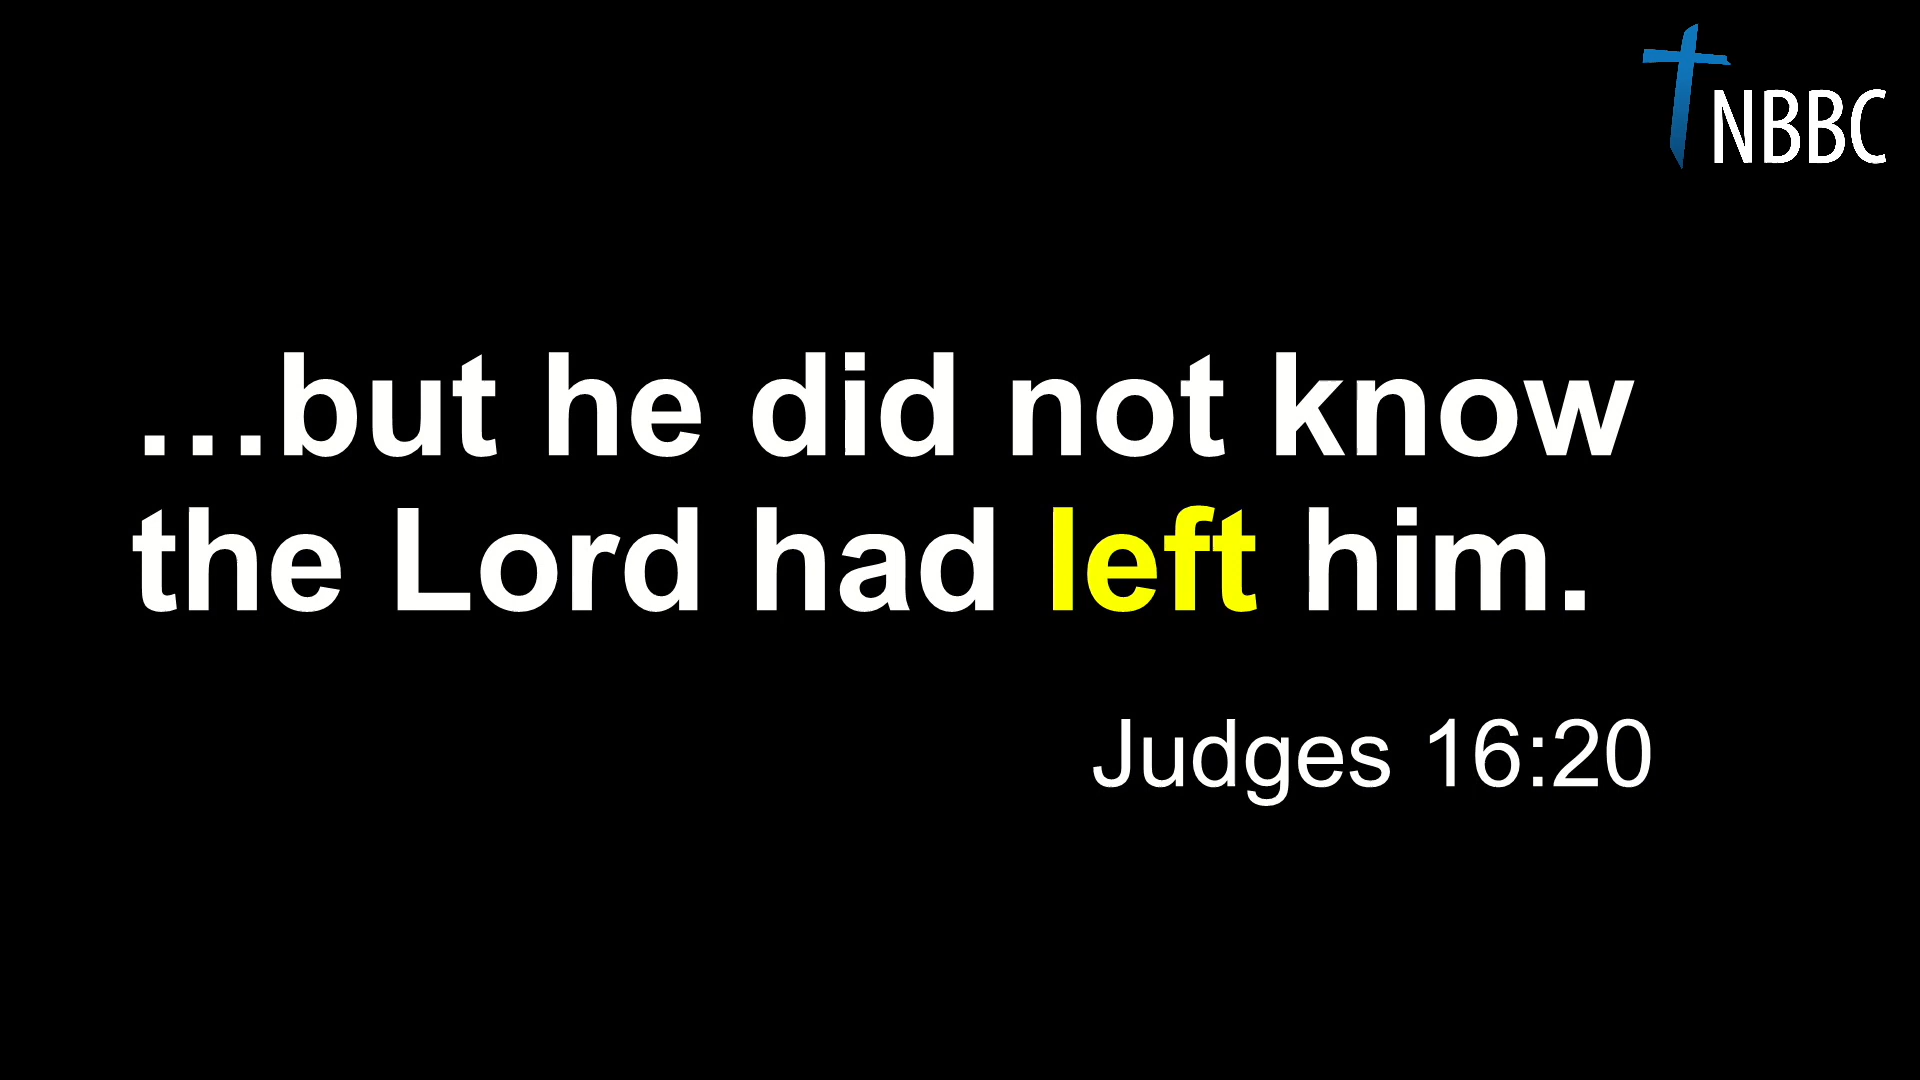 NBBC
…but he did not know
the Lord had left him.
Judges 16:20